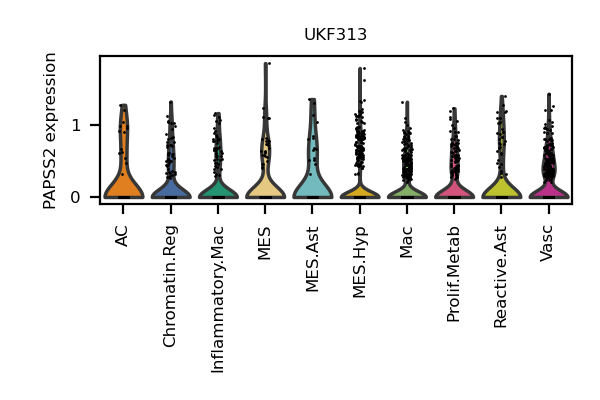 UKF313
PAPSS2 expression
1
0
AC
Chromatin.Reg
Inflammatory.Mac
MES
MES.Ast
MES.Hyp
Mac
Prolif.Metab
Reactive.Ast
Vasc